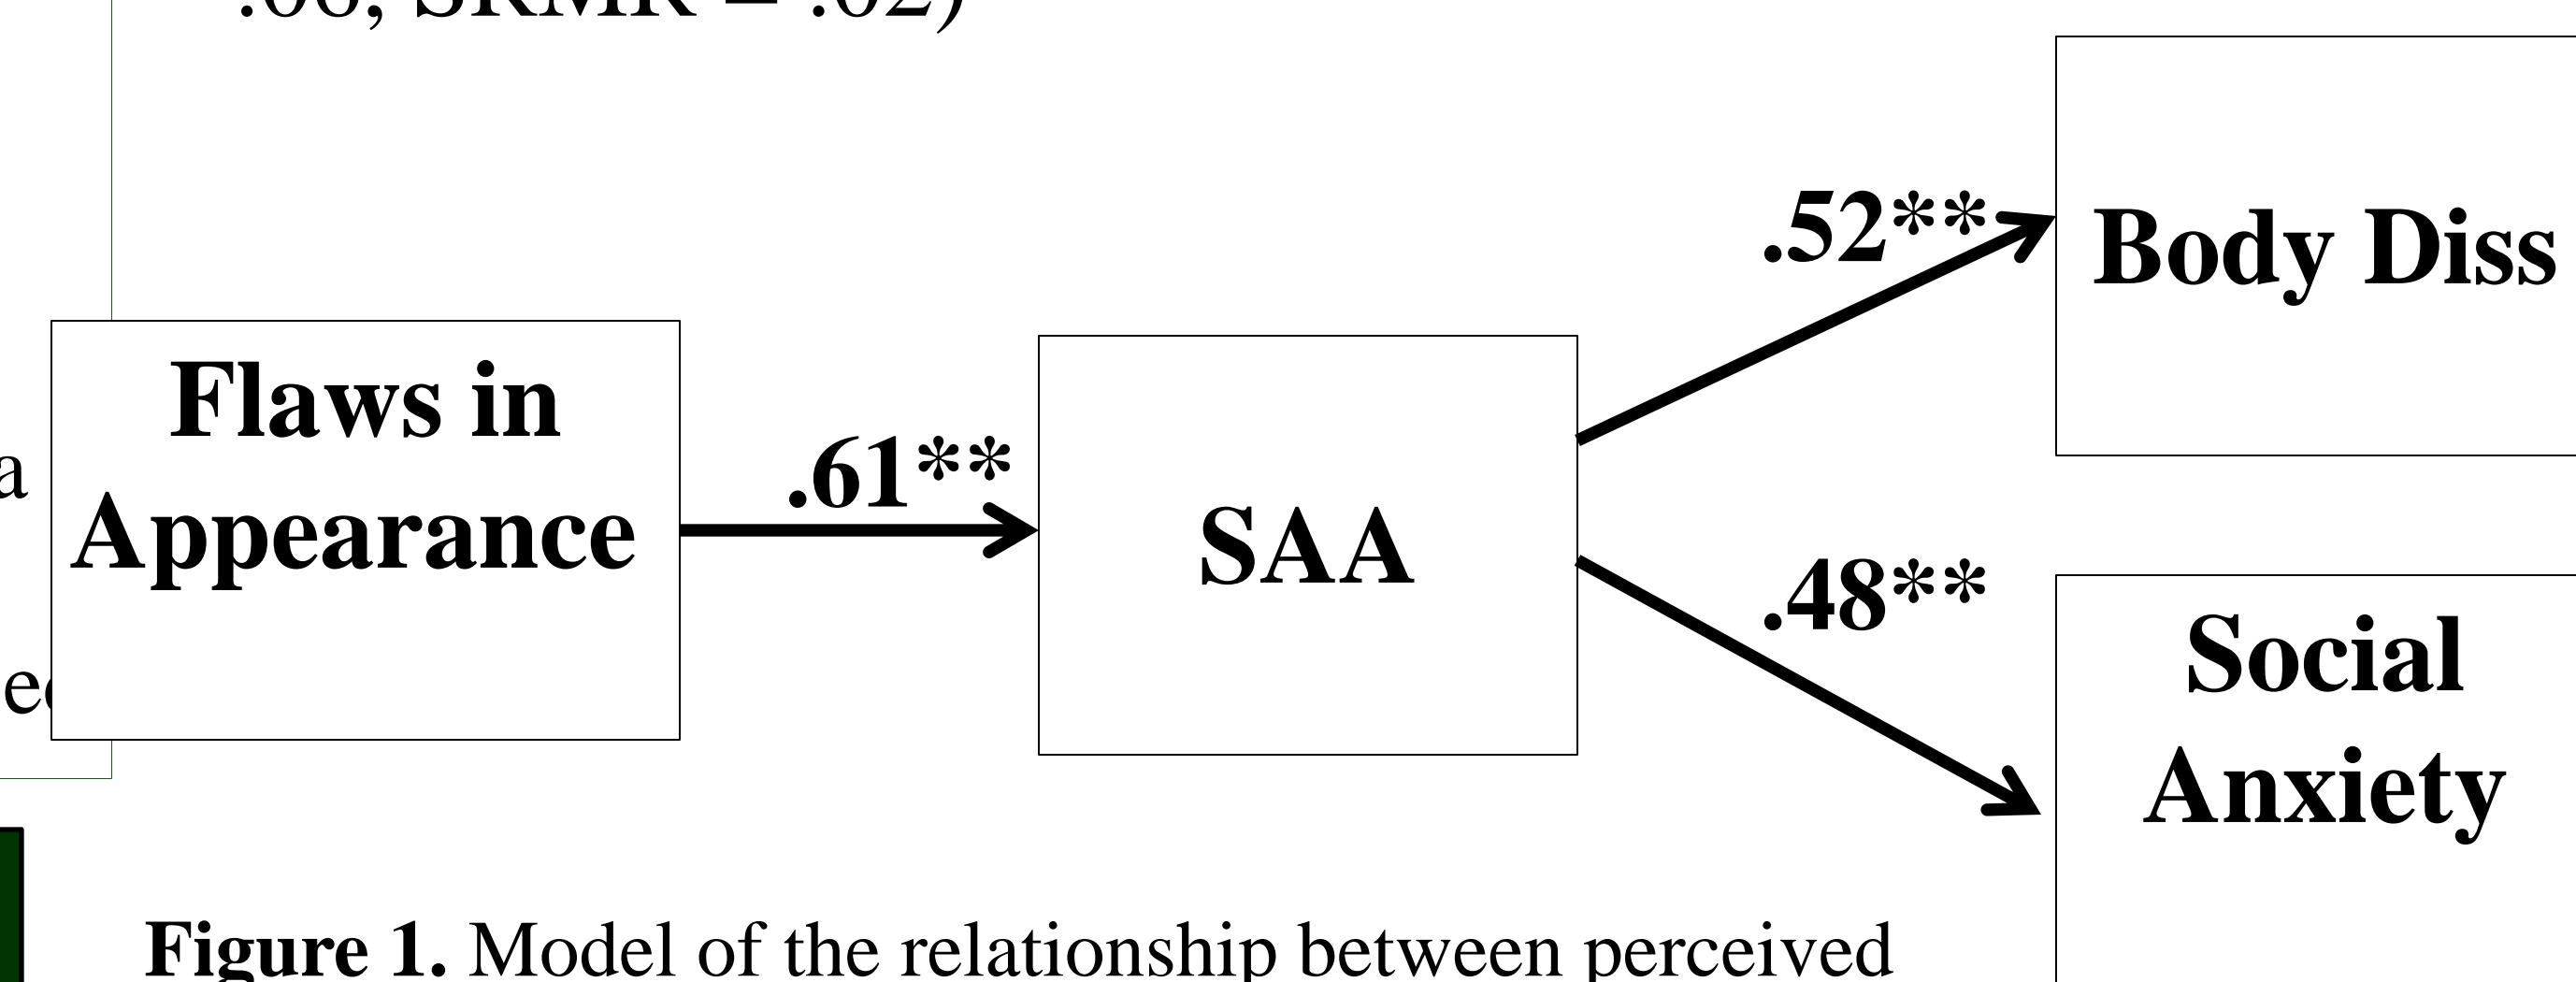 .06, SRMR = .02)
.52**
Body Diss
Flaws in
Appearance
.61**
SAA
.48**
Social
Anxiety
a
Figure 1. Model of the relationship between perceived